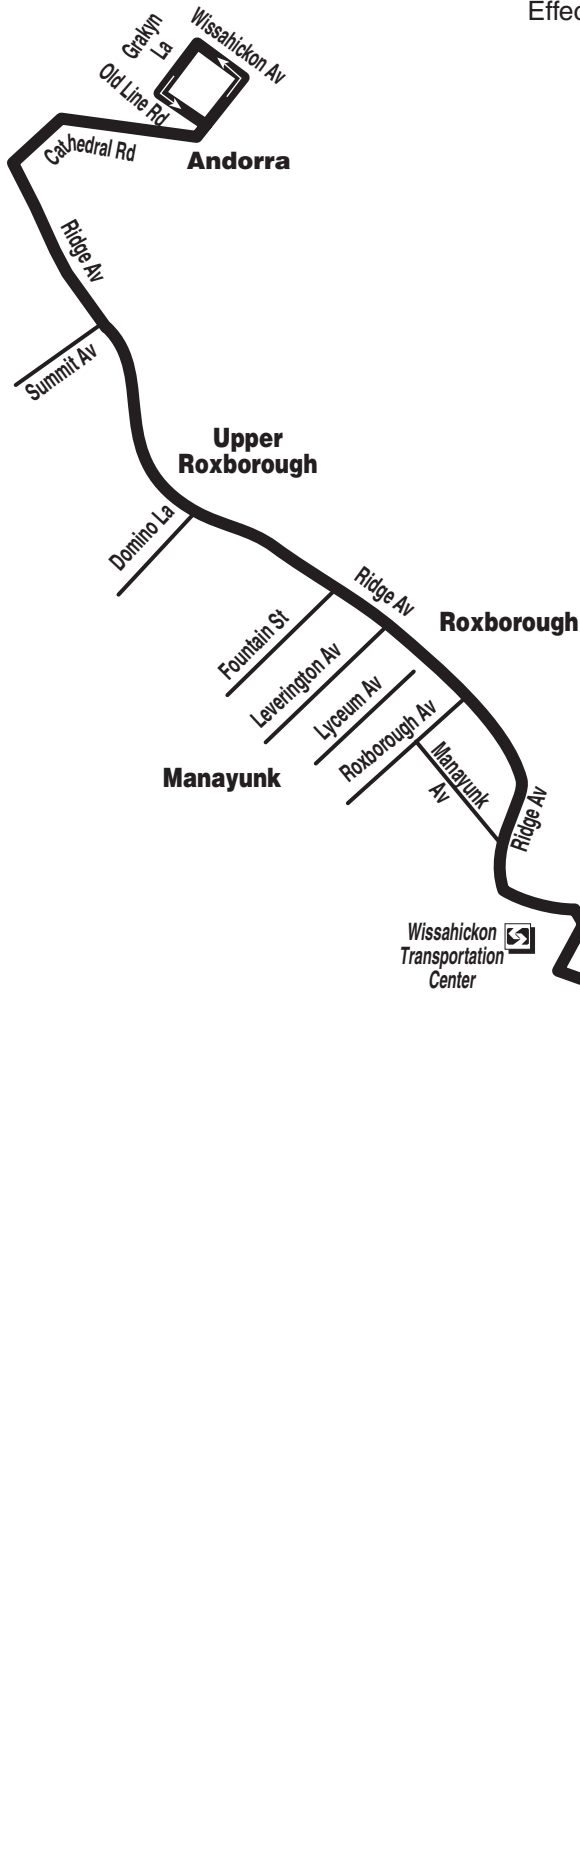 Effec
Grakyn
La
Wissahickon Av
Old Line Rd
Cathedral Rd
Andorra
Ridge Av
Summit Av
Upper
Roxborough
Domino La
Ridge Av
Roxborough
Fountain St
Leverington Av
Lyceum Av
Roxborough Av
Manayunk
Av
Manayunk
Ridge Av
Wissahickon
Transportation
Center